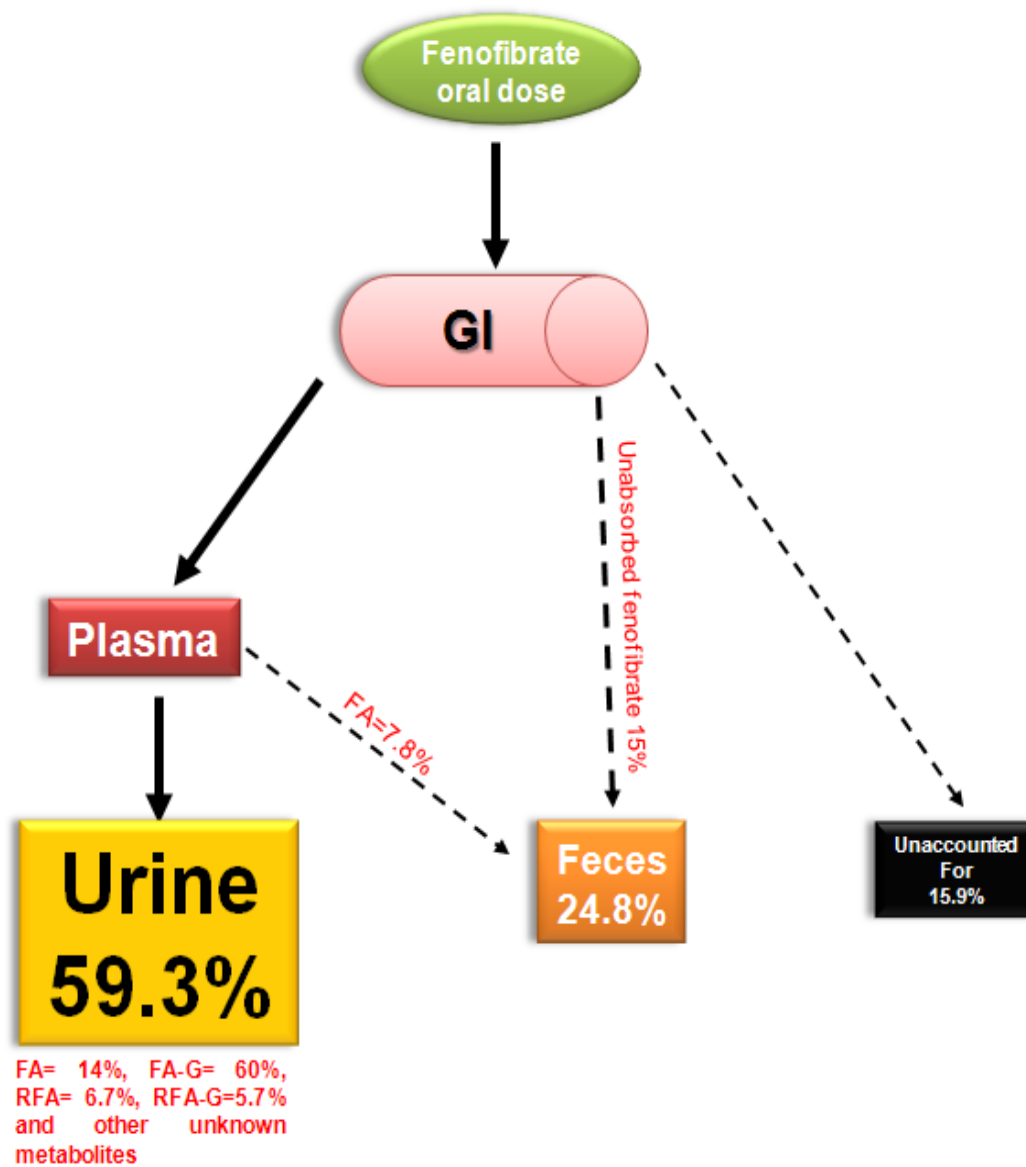 Fenofibrate
oral dose
GI
Unabsorbed fenofibrate 15%
Plasma
FA=7.8%
Urine
59.3%
Feces
24.8%
Unaccounted
For
15.9%
FA= 14%, FA-G= 60%,
RFA= 6.7%, RFA-G=5.7%
and other unknown
metabolites